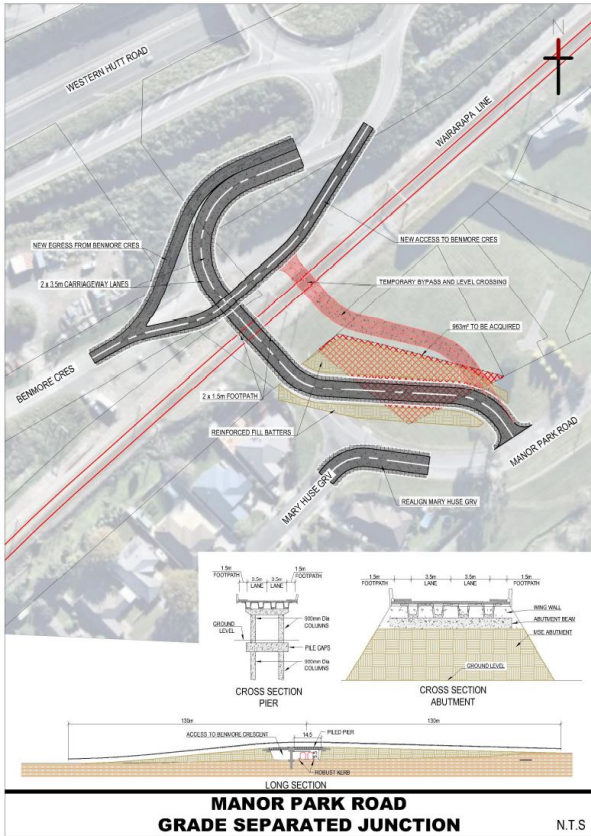 N
WESTERN HUTT ROAD
WAIRARAPA LINE
NEW EGRESS FROM BENMORE CRES
NEW ACCESS TO BENMORE CRES
2 x 3.5m CARRIAGEWAY LANES
TEMPORARY BYPASS AND LEVEL CROSSING
963m² TO BE ACQUIRED
BENMORE CRES
2 x 1.5m FOOTPATH
REINFORCED FILL BATTERS
MANOR PARK ROAD
MARY HUSE GRV
REALIGN MARY HUSE GRV
1.5m
FOOTPATH
3.5m
LANE
3.5m
LANE
1.5m
FOOTPATH
GROUND
LEVEL
900mm Dia
COLUMNS
PILE CAPS
900mm Dia
COLUMNS
CROSS SECTION
PIER
1.5m
FOOTPATH
3.5m
LANE
3.5m
LANE
1.5m
FOOTPATH
WING WALL
ABUTMENT BEAM
MSE ABUTMENT
GROUND LEVEL
CROSS SECTION
ABUTMENT
130m
ACCESS TO BENMORE CRESCENT
14.5
PILED PIER
ROBUST KERB
LONG SECTION
MANOR PARK ROAD
GRADE SEPARATED JUNCTION
N.T.S